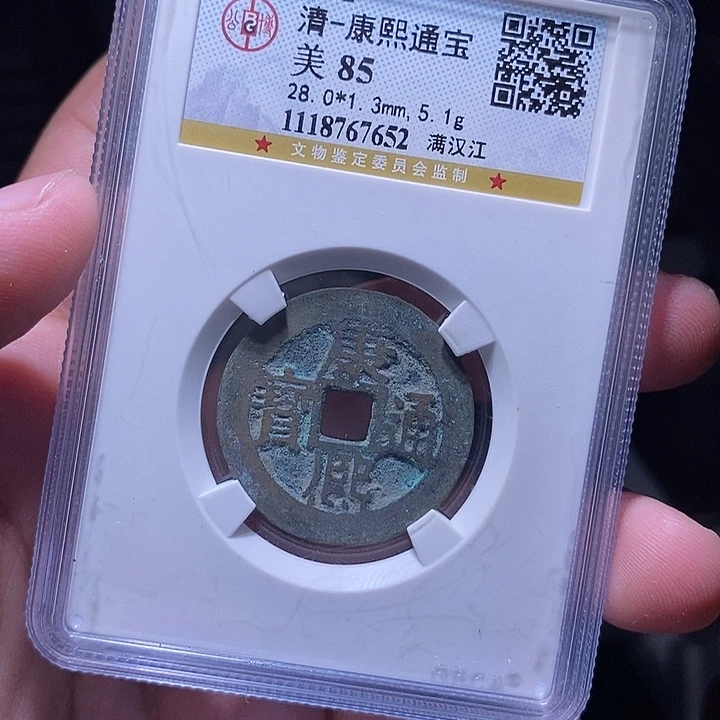 清-康熙通宝
美 85
28.0*1.3mm, 5.1g
1118767652 满汉江
文物鉴定委员会监制
康熙通寳